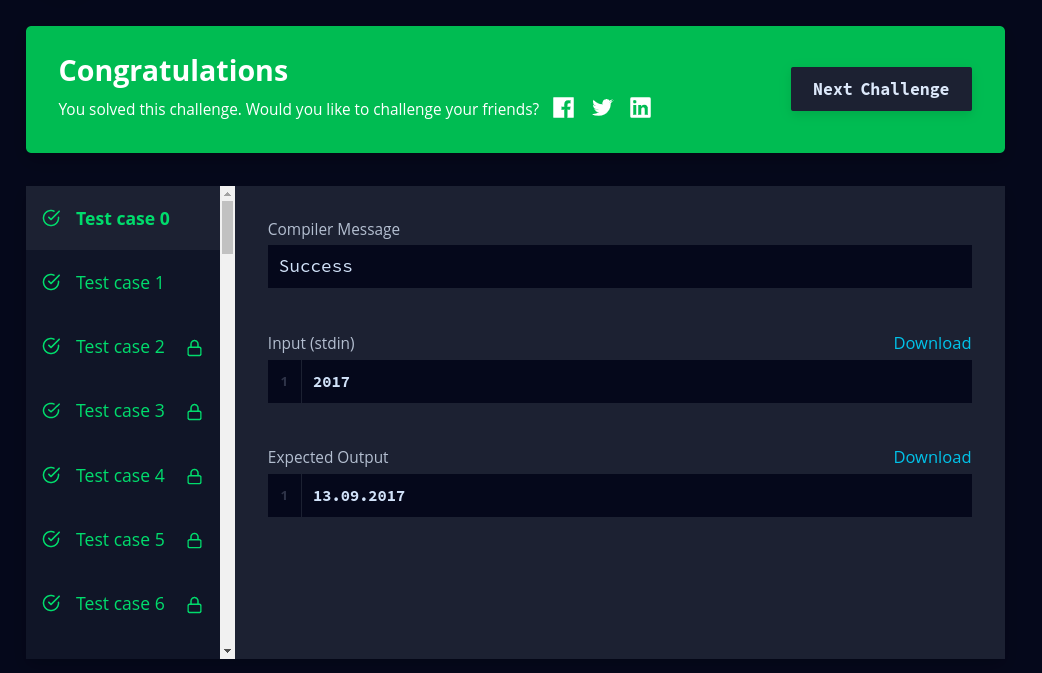 Congratulations
You solved this challenge. Would you like to challenge your friends?
Next Challenge
Test case 0
Test case 1
Test case 2
Test case 3
Test case 4
Test case 5
Test case 6
Compiler Message
Success
Input (stdin)
Download
1 2017
Expected Output
Download
1 13.09.2017